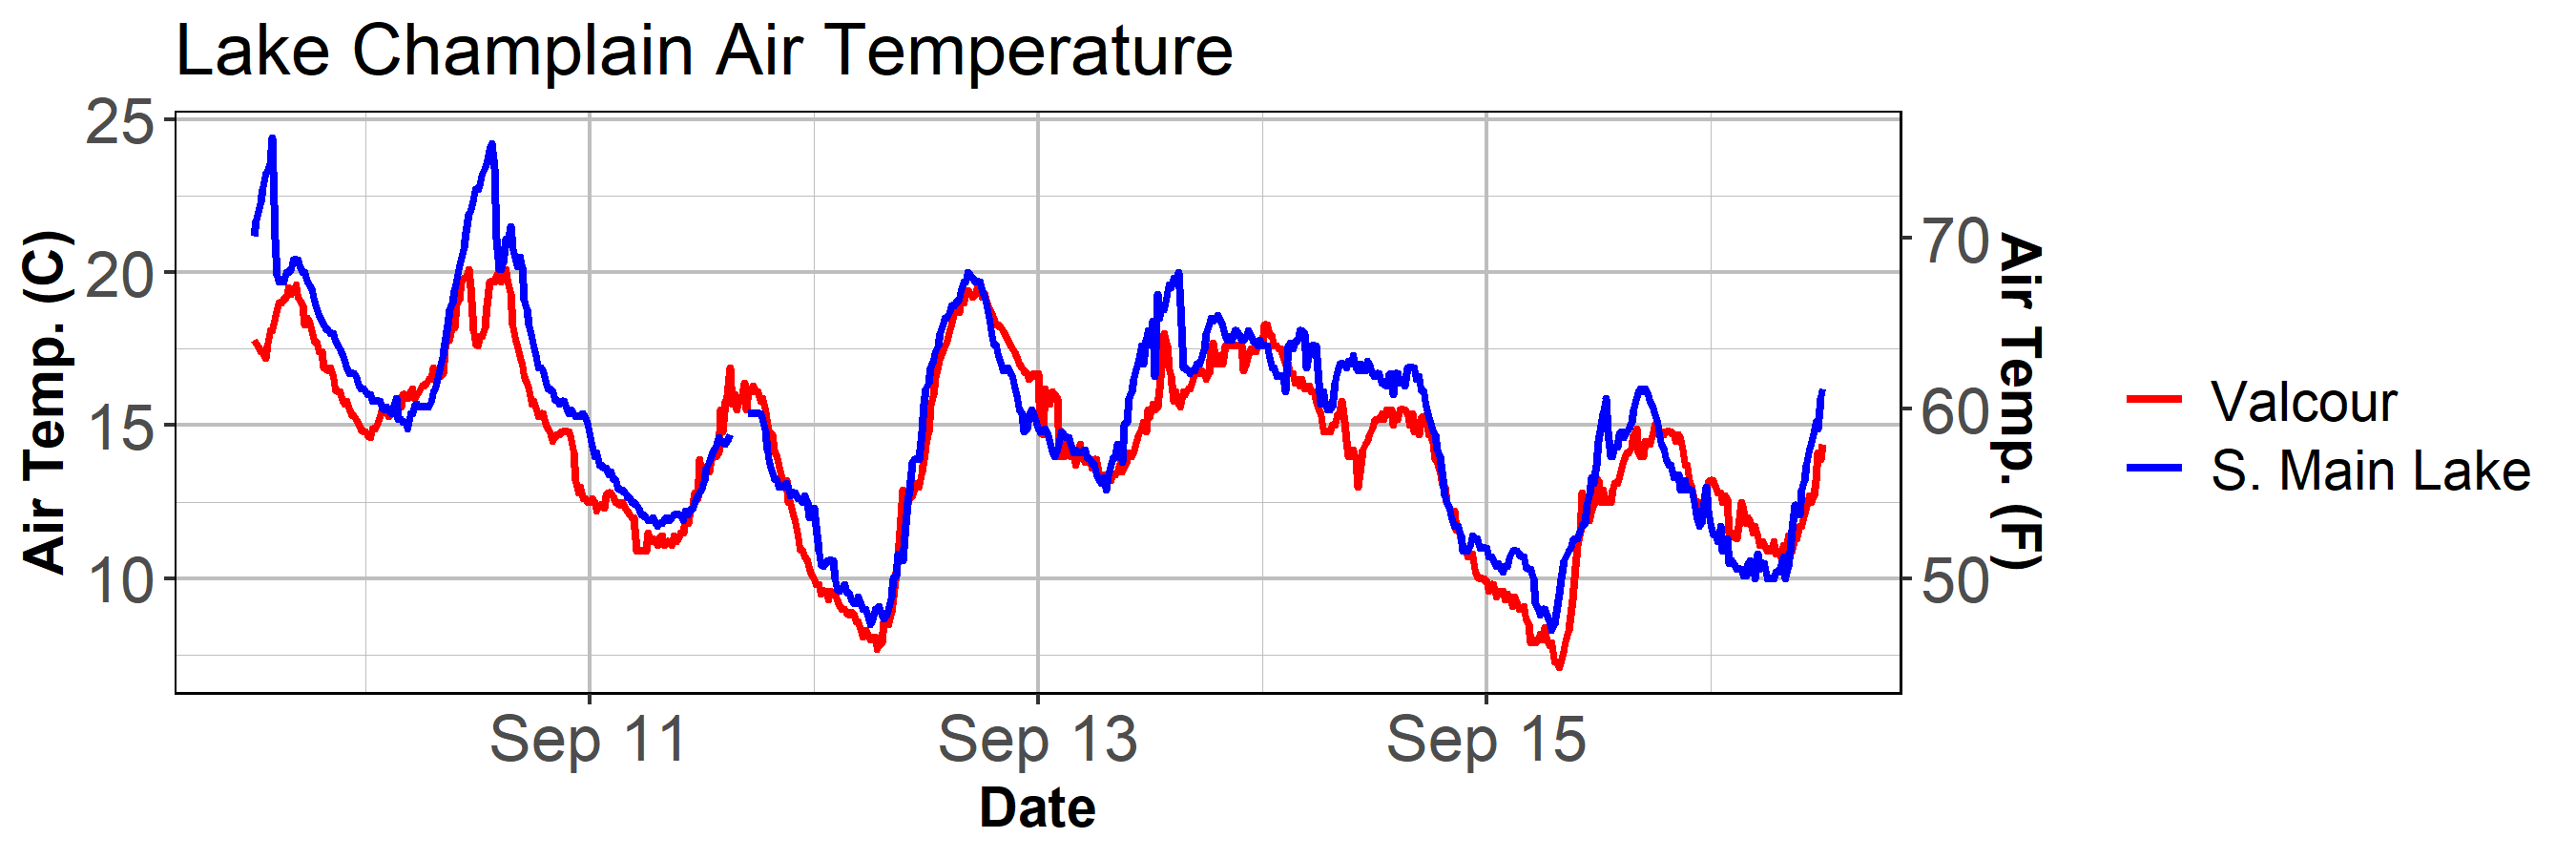 Lake Champlain Air Temperature
Air Temp. (C)
25
20
15
10
70
60
50
Air Temp. (F)
Sep 11
Sep 13
Sep 15
Date
Valcour
S. Main Lake